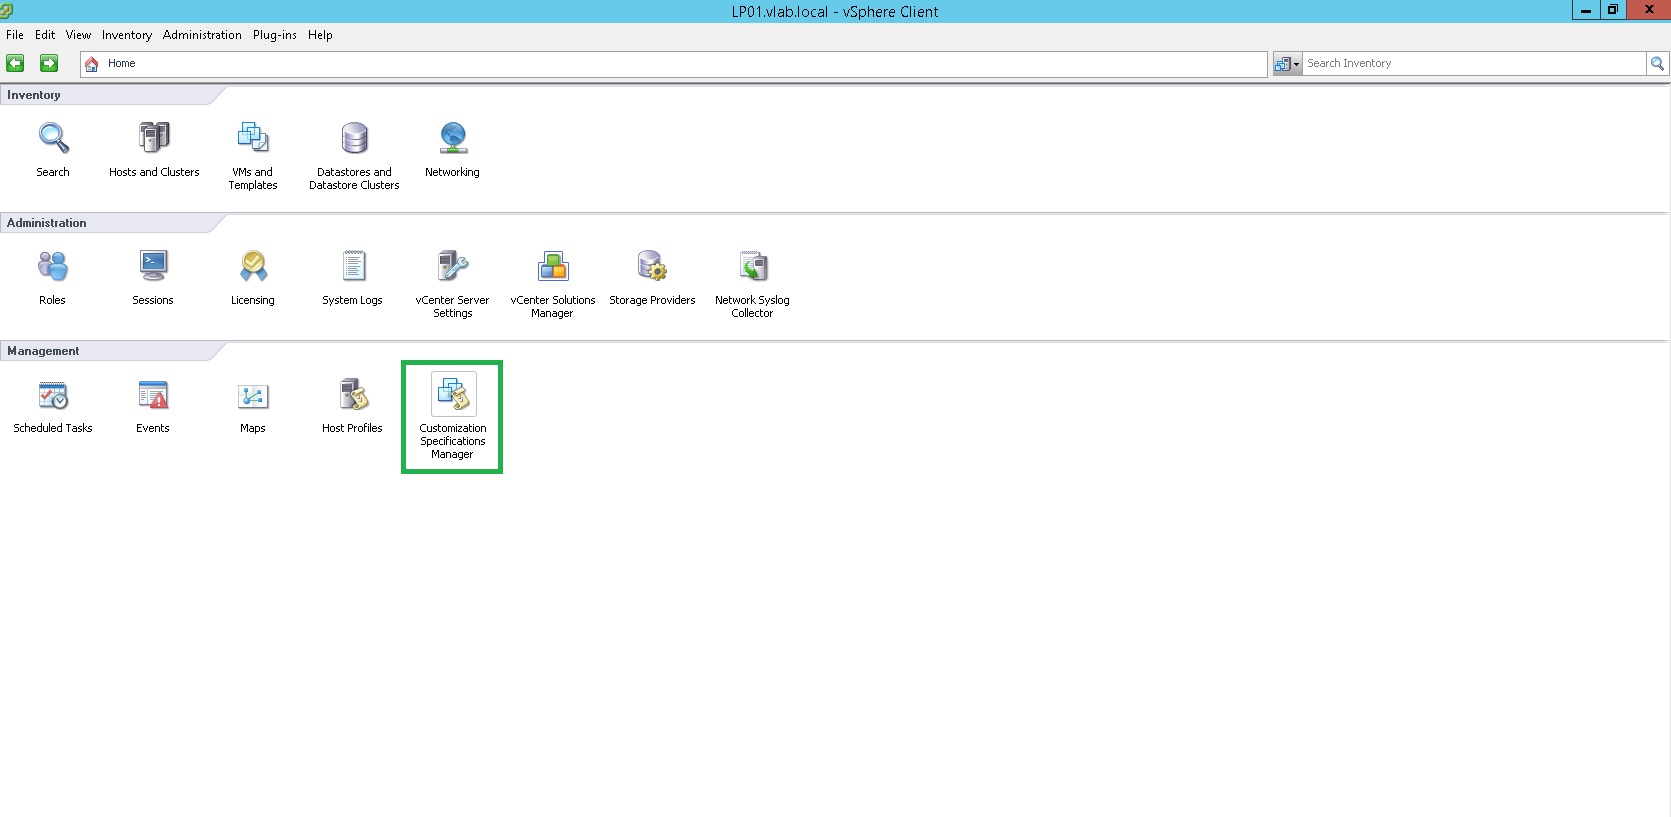 LP01.vlab.local - vSphere Client
File Edit View Inventory Administration Plug-ins Help
Home
Search Inventory
Inventory
Search
Hosts and Clusters
VMs and
Templates
Datastores and
Datastore Clusters
Networking
Administration
Roles
Sessions
Licensing
System Logs
vCenter Server
Settings
vCenter Solutions
Manager
Storage Providers
Network Syslog
Collector
Management
Scheduled Tasks
Events
Maps
Host Profiles
Customization
Specifications
Manager